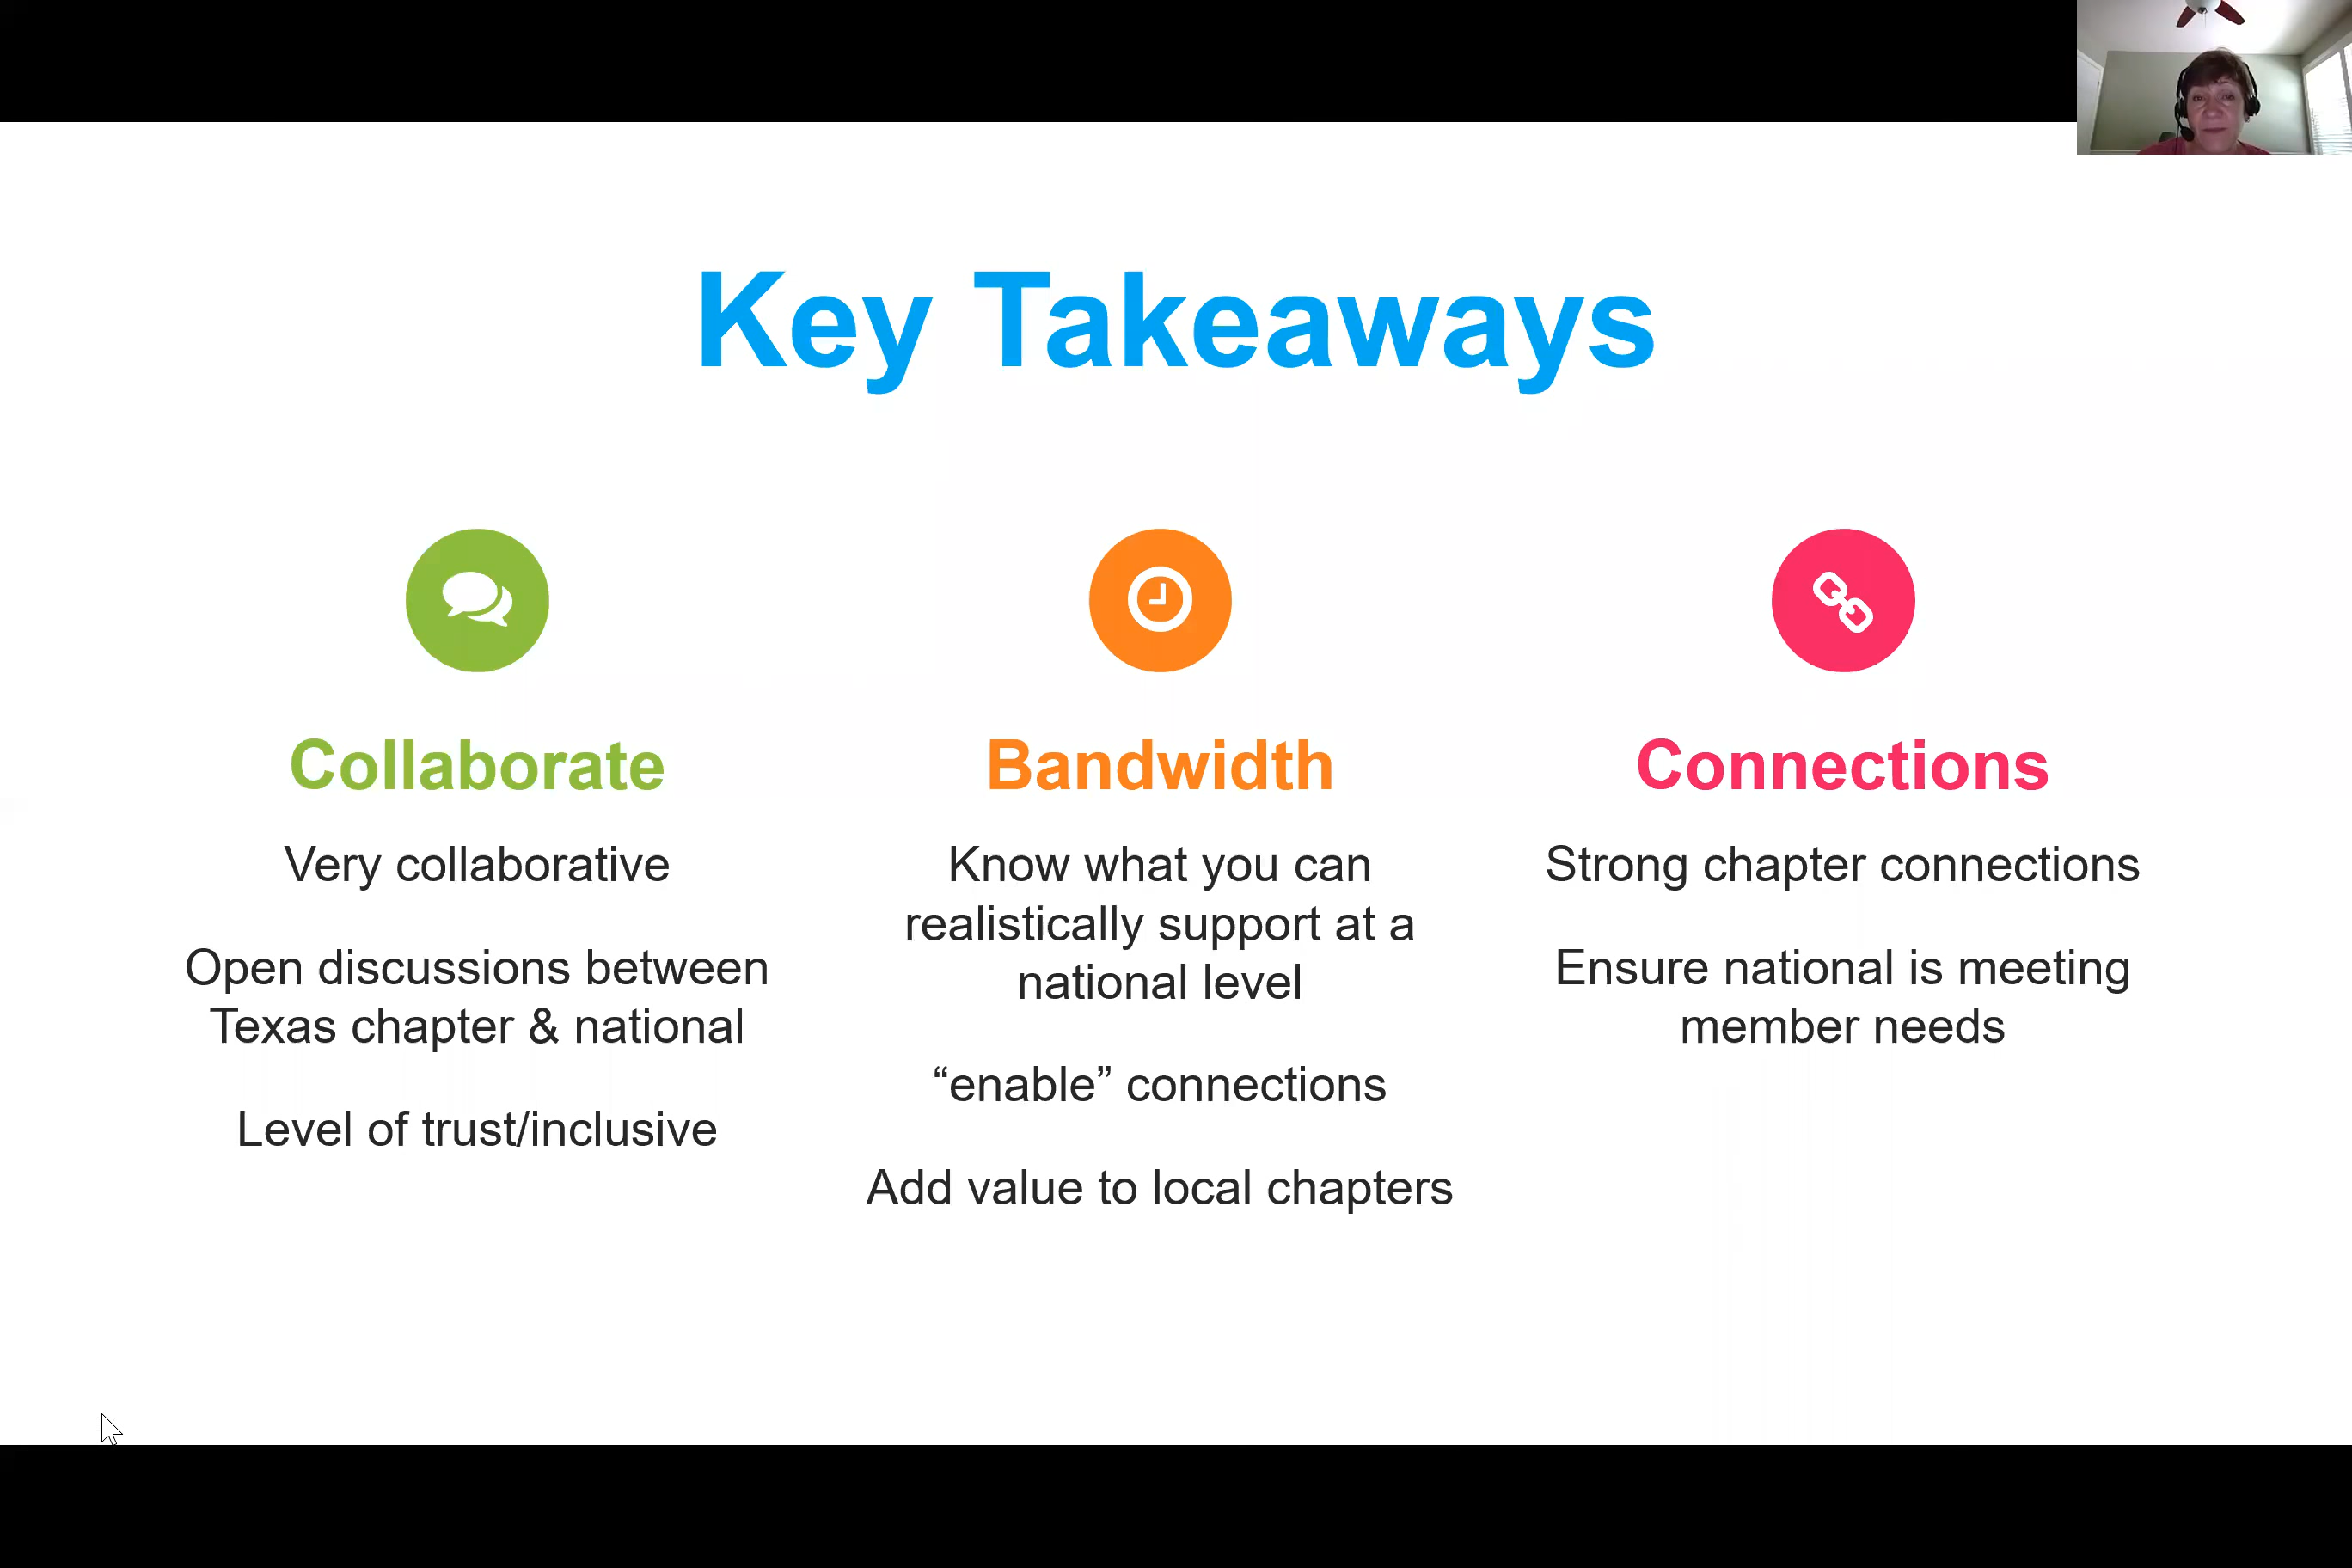 Key Takeaways
Collaborate
Very collaborative
Open discussions between
Texas chapter & national
Level of trust/inclusive
Bandwidth
Know what you can
realistically support at a
national level
“enable” connections
Add value to local chapters
Connections
Strong chapter connections
Ensure national is meeting
member needs